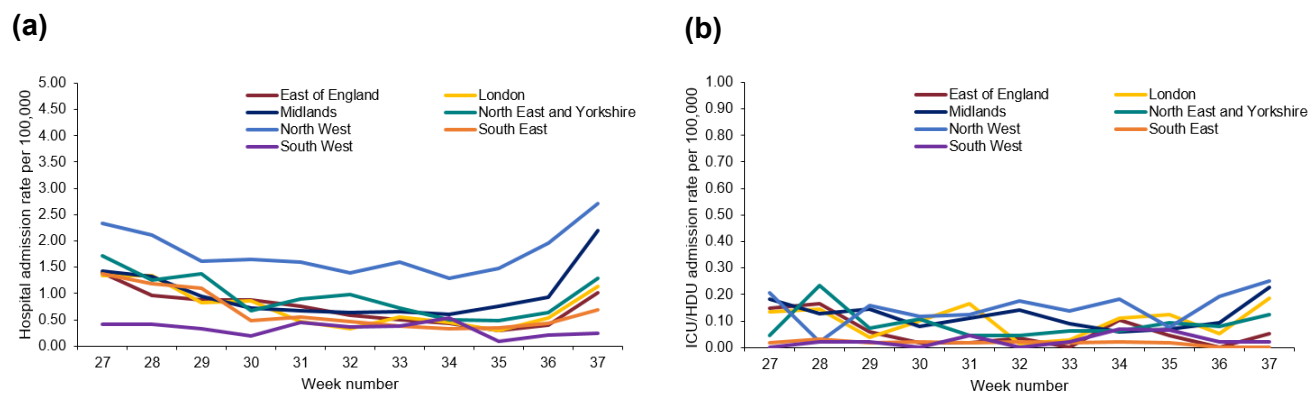 (a)
Hospital admission rate per 100,000
5.00
4.50
4.00
3.50
3.00
2.50
2.00
1.50
1.00
0.50
0.00
East of England
London
Midlands
North East and Yorkshire
North West
South East
South West
27 28 29 30 31 32 33 34 35 36 37
Week number
(b)
ICU/HDU admission rate per 100,000
1.00
0.90
0.80
0.70
0.60
0.50
0.40
0.30
0.20
0.10
0.00
East of England
London
Midlands
North East and Yorkshire
North West
South East
South West
27 28 29 30 31 32 33 34 35 36 37
Week number